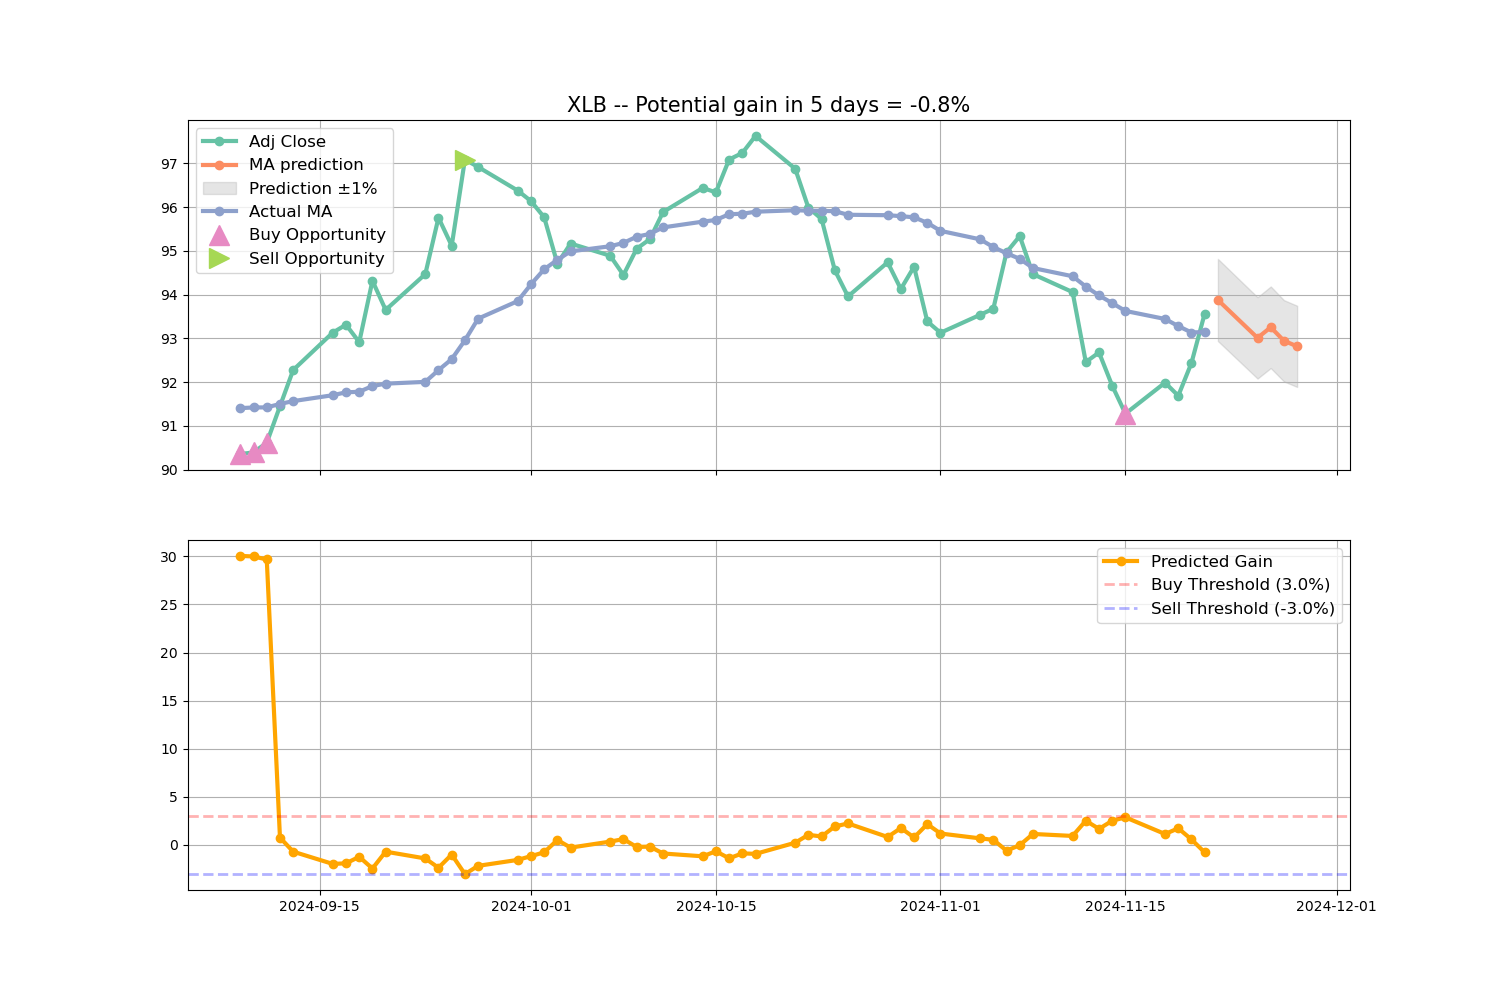 XLB -- Potential gain in 5 days = -0.8%
Adj Close
MA prediction
Prediction ±1%
Actual MA
Buy Opportunity
Sell Opportunity
97
96
95
94
93
92
91
90
30
25
20
15
10
5
0
Predicted Gain
Buy Threshold (3.0%)
Sell Threshold (-3.0%)
2024-09-15 2024-10-01 2024-10-15 2024-11-01 2024-11-15 2024-12-01